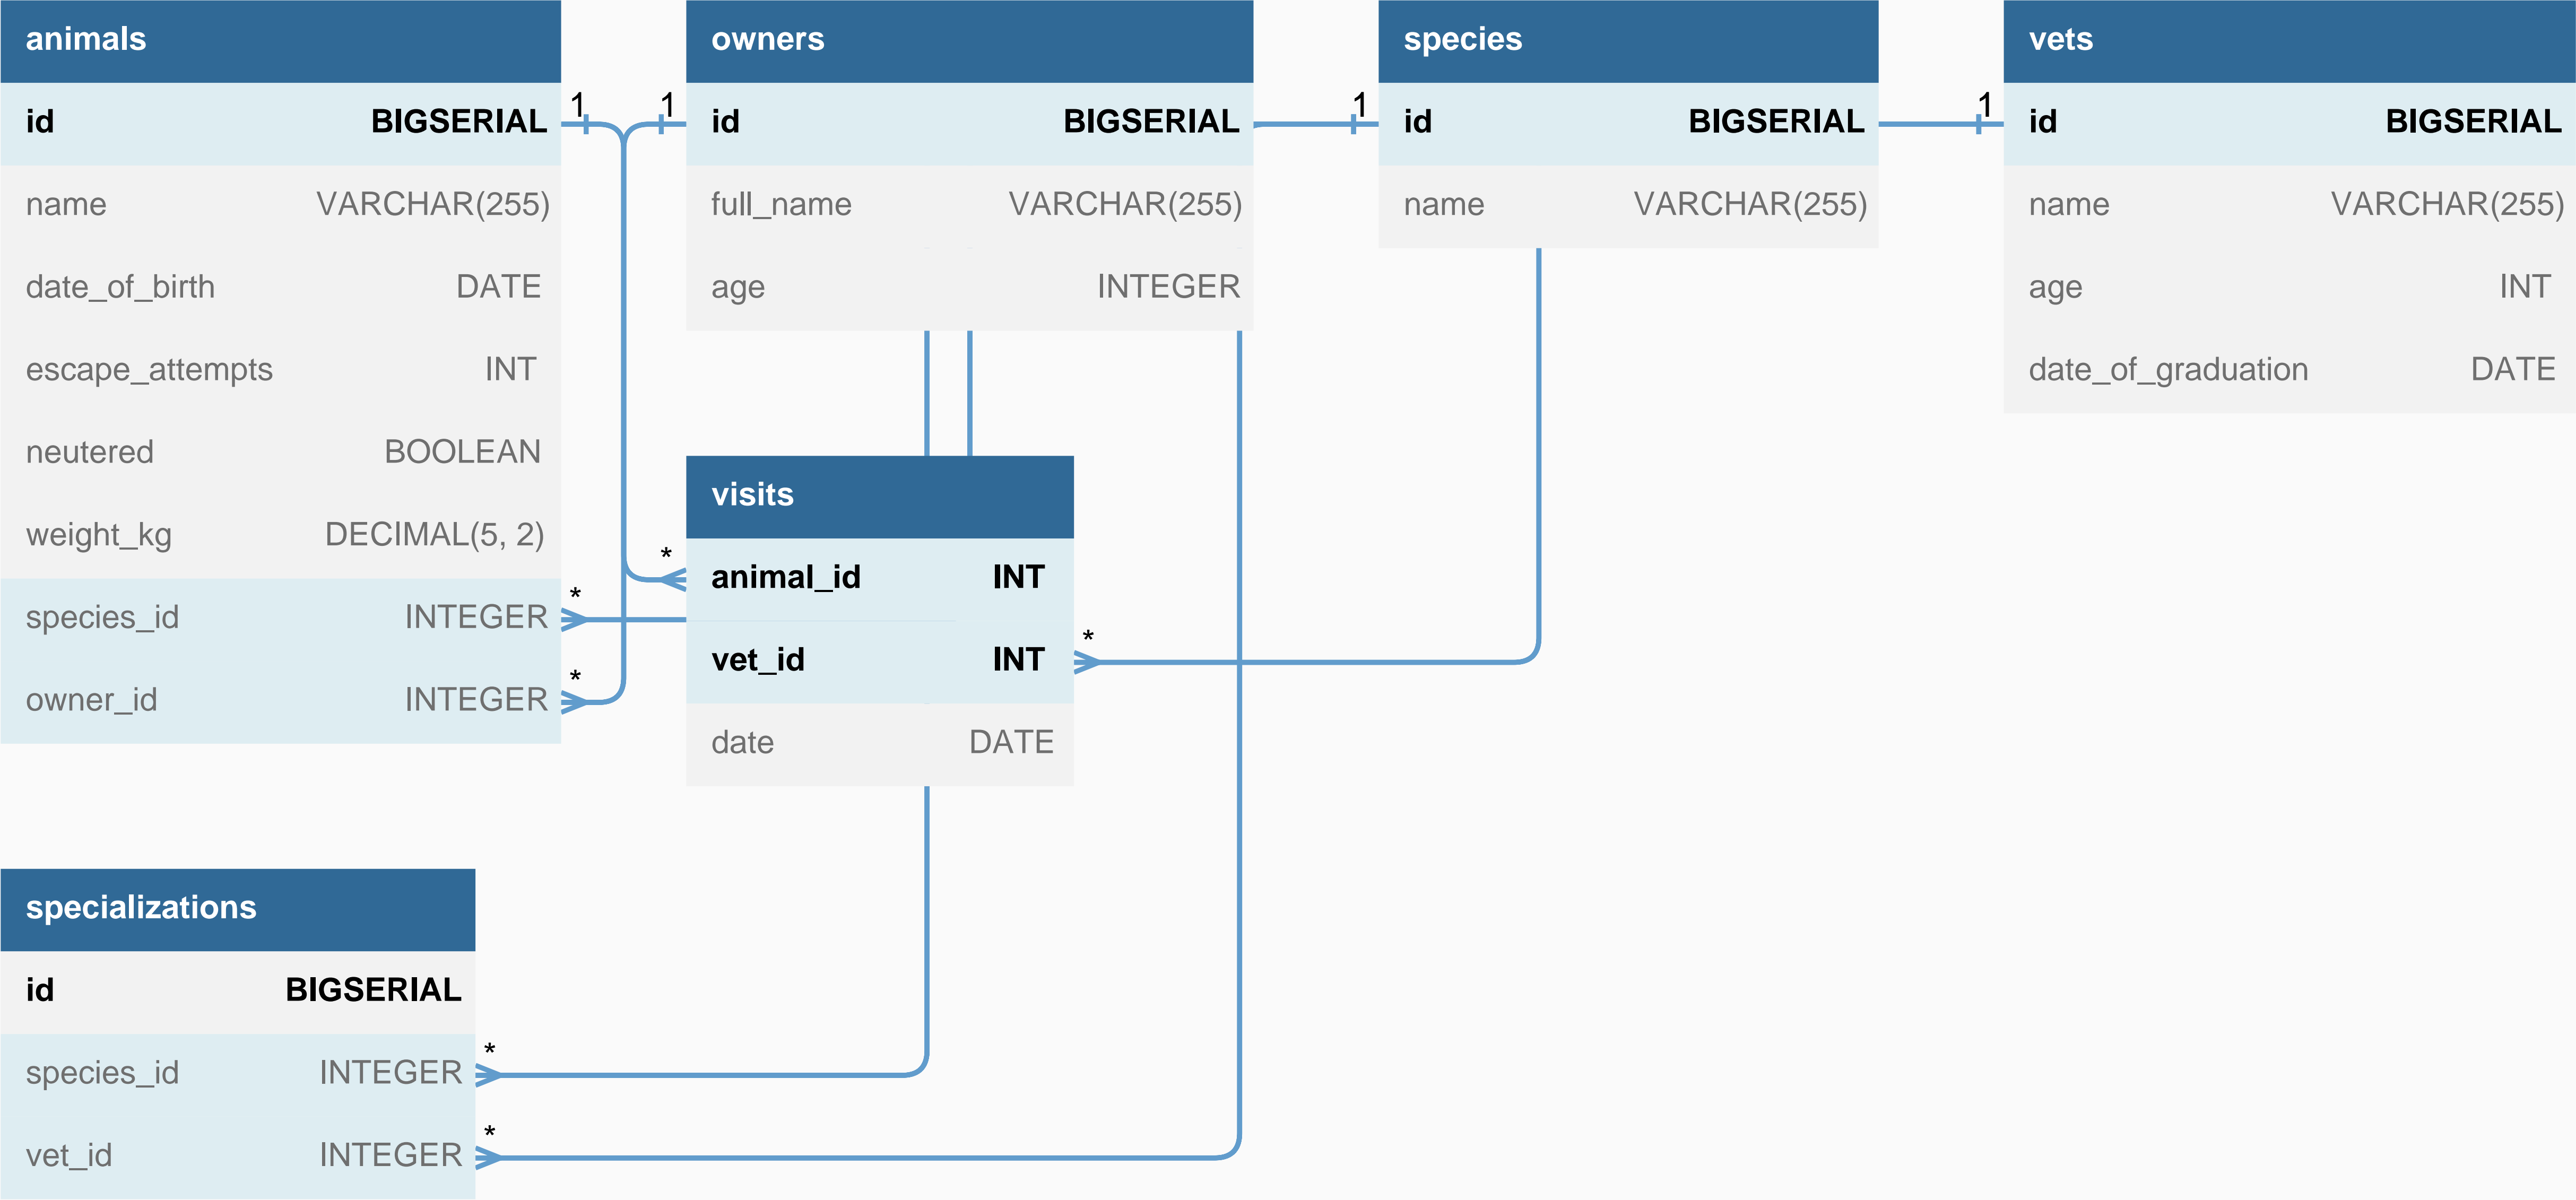 animals
id BIGSERIAL
name VARCHAR(255)
date_of_birth DATE
escape_attempts INT
neutered BOOLEAN
weight_kg DECIMAL(5, 2)
species_id INTEGER
owner_id INTEGER
1
*
*
owners
id BIGSERIAL
full_name VARCHAR(255)
age INTEGER
1
species
id BIGSERIAL
name VARCHAR(255)
1
vets
id BIGSERIAL
name VARCHAR(255)
age INT
date_of_graduation DATE
1
visits
animal_id INT
vet_id INT
date DATE
*
*
specializations
id BIGSERIAL
species_id INTEGER
vet_id INTEGER
*
*